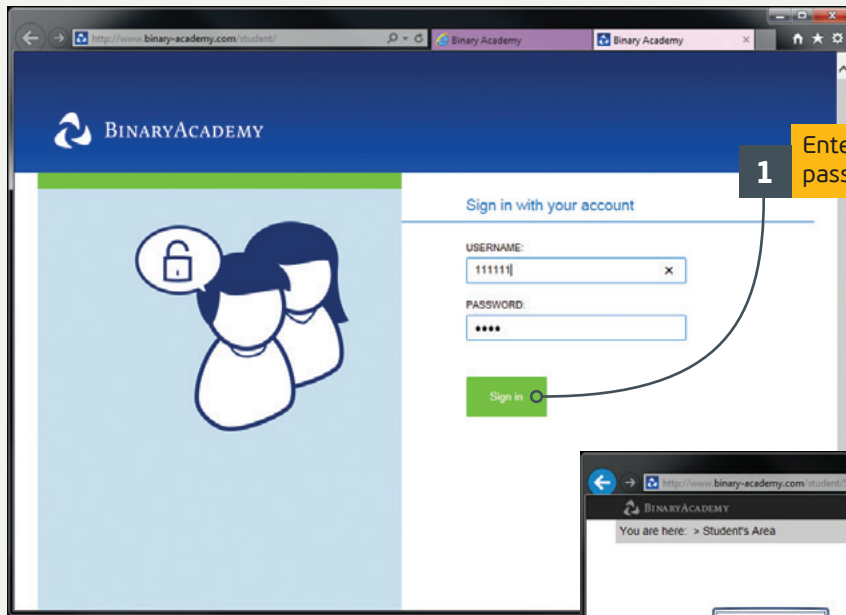 http://www.binary-academy.com/student/
Binary Academy
Binary Academy
BINARYACADEMY
1
pass
Sign in with your account
USERNAME:
111111
PASSWORD:
Sign in
http://www.binary-academy.com/student/
BINARYACADEMY
You are here: > Student's Area